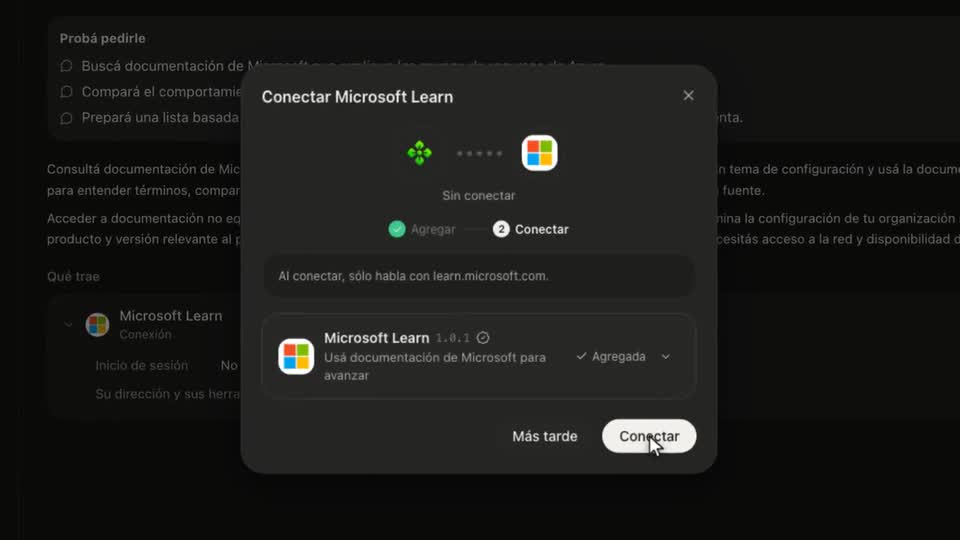 Probá pedirle
Buscá documentación de
Compará el comportamie
Prepará una lista basada nta.
Conectar Microsoft Learn
Sin conectar
Agregar 2 Conectar
Al conectar, sólo habla con learn.microsoft.com.
Microsoft Learn 1.0.1
Usá documentación de Microsoft para
avanzar
Agregada
Más tarde Conectar
Consultá documentación de Mic n tema de configuración y usá la docume
para entender términos, compar fuente.
Acceder a documentación no eq mina la configuración de tu organización
producto y versión relevante al p ecesitás acceso a la red y disponibilidad d
Qué trae
Microsoft Learn
Conexión
Inicio de sesión No
Su dirección y sus herra